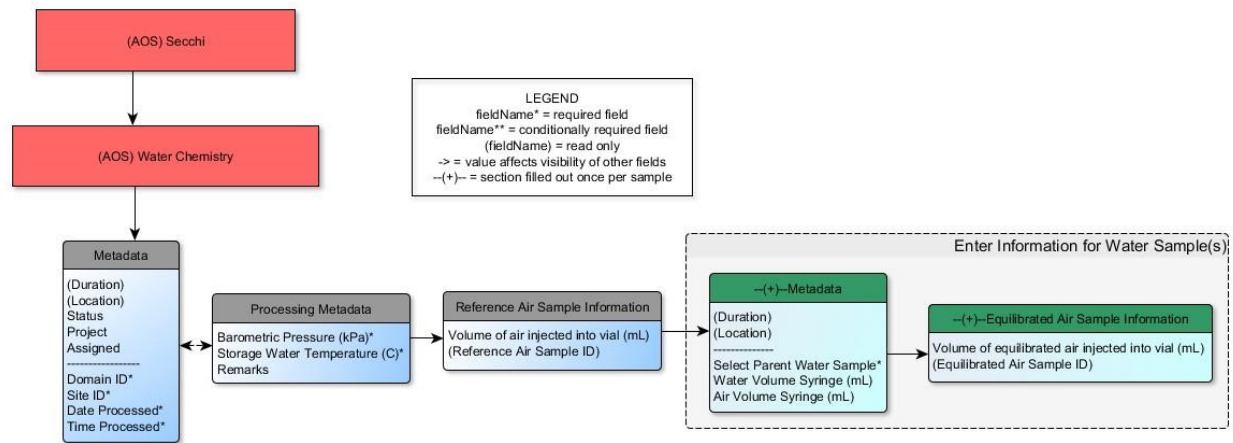 (AOS) Secchi
(AOS) Water Chemistry
LEGEND
fieldName* = required field
fieldName** = conditionally required field
(fieldName) = read only
-> = value affects visibility of other fields
--(+)-- = section filled out once per sample
Metadata
(Duration)
(Location)
Status
Project
Assigned
-----------------
Domain ID*
Site ID*
Date Processed*
Time Processed*
Processing Metadata
Barometric Pressure (kPa)*
Storage Water Temperature (C)*
Remarks
Reference Air Sample Information
Volume of air injected into vial (mL)
(Reference Air Sample ID)
Enter Information for Water Sample(s)
--(+)--Metadata
(Duration)
(Location)
--------------
Select Parent Water Sample*
Water Volume Syringe (mL)
Air Volume Syringe (mL)
--(+)--Equilibrated Air Sample Information
Volume of equilibrated air injected into vial (mL)
(Equilibrated Air Sample ID)